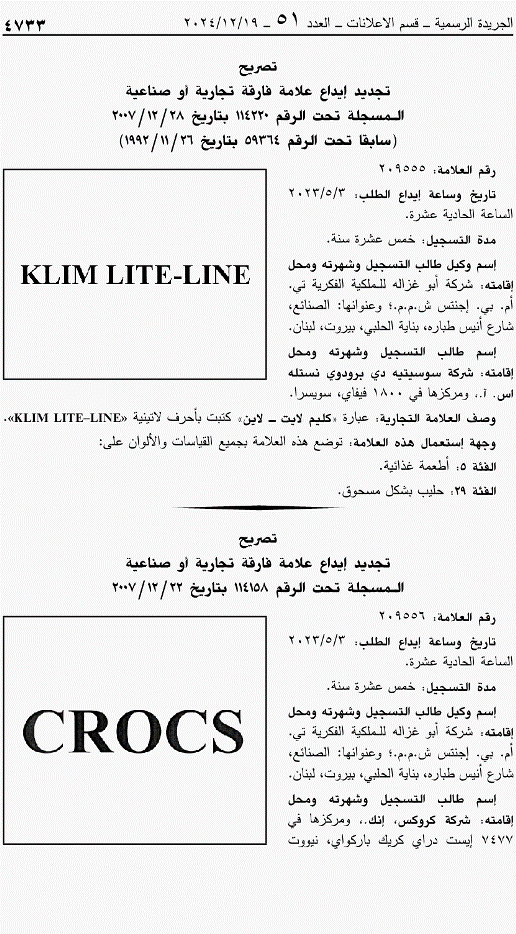 الجريدة الرسمية ــ قسم الاعلانات ــ العدد ٥١ ــ ٢٠٢٤/١٢/١٩
٤٧٣٣
تصريح
تجديد إيداع علامة فارقة تجارية أو صناعية
المسجلة تحت الرقم ١١٤٢٢٠ بتاريخ ٢٠٠٧/١٢/٢٨
(سابقا تحت الرقم ٥٩٣٦٤ بتاريخ ١٩٩٢/١١/٢٦)
رقم العلامة: ٢٠٩٥٥٥
تاريخ وساعة إيداع الطلب: ٢٠٢٣/٥/٣
الساعة الحادية عشرة.
مدة التسجيل: خمس عشرة سنة.
إسم وكيل طالب التسجيل وشهرته ومحل
إقامته: شركة أبو غزاله للملكية الفكرية تي.
أم. بي. إجنتس ش.م.م.؛ وعنوانها: الصنائع،
شارع أنيس طباره، بناية الحلبي، بيروت، لبنان.
إسم طالب التسجيل وشهرته ومحل
إقامته: شركة سوسيتيه دي برودوي نستله
اس. آ.، ومركزها في ١٨٠٠ فيفاي، سويسرا.
KLIM LITE-LINE
وصف العلامة التجارية: عبارة «كليم لايت ــ لاين» كتبت بأحرف لاتينية «KLIM LITE–LINE».
وجهة إستعمال هذه العلامة: توضع هذه العلامة بجميع القياسات والألوان على:
الفئة ٥: أطعمة غذائية.
الفئة ٢٩: حليب بشكل مسحوق.
تصريح
تجديد إيداع علامة فارقة تجارية أو صناعية
المسجلة تحت الرقم ١١٤١٥٨ بتاريخ ٢٠٠٧/١٢/٢٢
رقم العلامة: ٢٠٩٥٥٦
تاريخ وساعة إيداع الطلب: ٢٠٢٣/٥/٣
الساعة الحادية عشرة.
مدة التسجيل: خمس عشرة سنة.
إسم وكيل طالب التسجيل وشهرته ومحل
إقامته: شركة أبو غزاله للملكية الفكرية تي.
أم. بي. إجنتس ش.م.م.؛ وعنوانها: الصنائع،
شارع أنيس طباره، بناية الحلبي، بيروت، لبنان.
إسم طالب التسجيل وشهرته ومحل
إقامته: شركة كروكس، إنك.، ومركزها في
٧٤٧٧ إيست دراي كريك باركواي، نيووت
CROCS